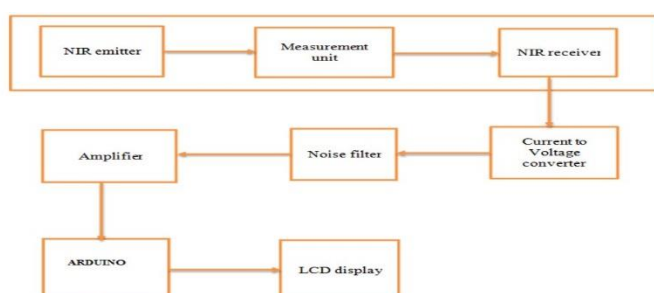 NIR emitter
Measurement
unit
NIR receiver
Current to
Voltage
converter
Noise filter
Amplifier
ARDUINO
LCD display